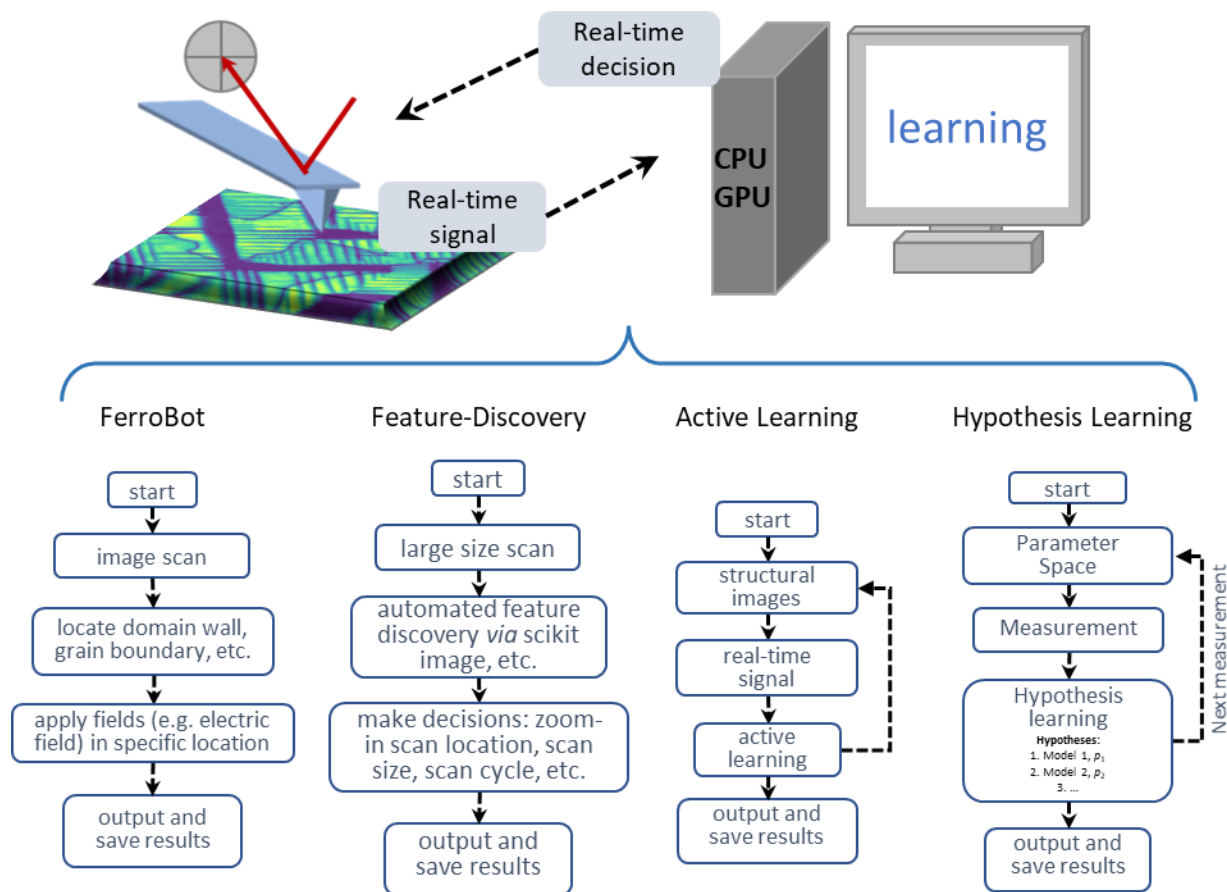 Real-time
decision
learning
CPU
GPU
Real-time
signal
FerroBot
Feature-Discovery
Active Learning
Hypothesis Learning
start
image scan
locate domain wall,
grain boundary, etc.
apply fields (e.g. electric
field) in specific location
output and
save results
start
large size scan
automated feature
discovery via scikit
image, etc.
make decisions: zoom-
in scan location, scan
size, scan cycle, etc.
output and
save results
start
structural
images
real-time
signal
active
learning
output and
save results
start
Parameter
Space
Measurement
Hypothesis
learning
Hypotheses:
1. Model 1, p₁
2. Model 2, p₂
3. ...
output and
save results
Next measurement